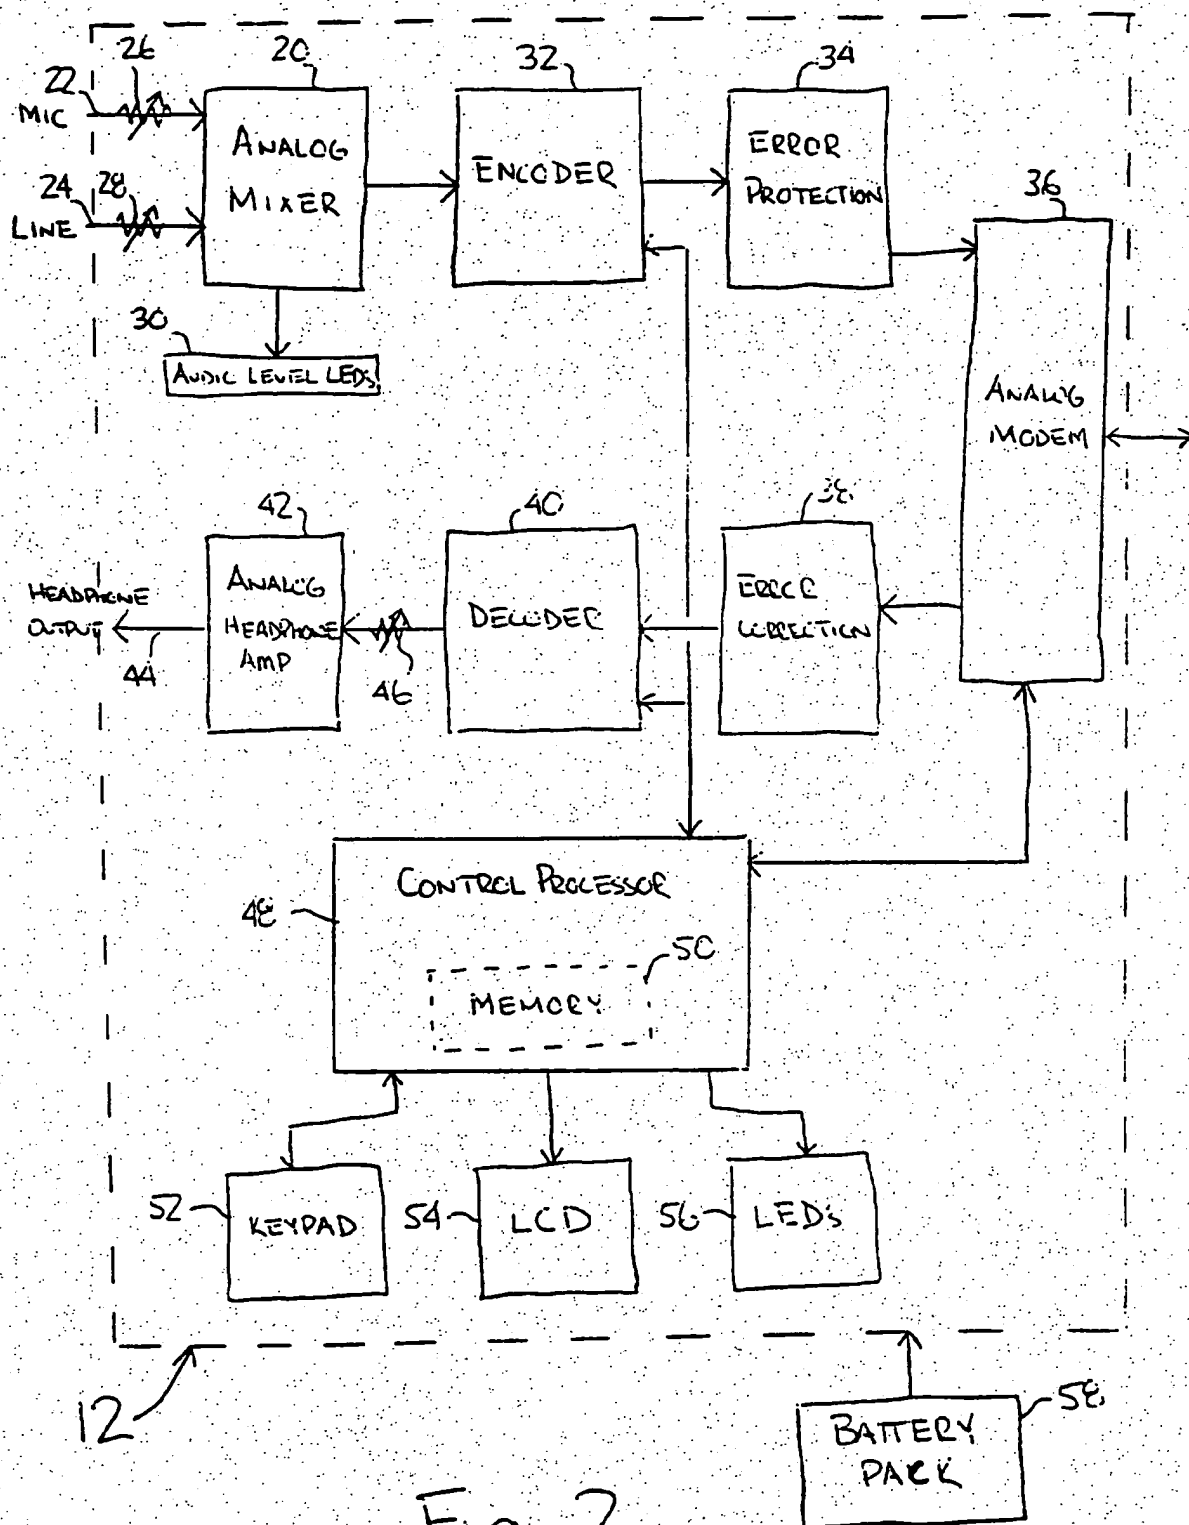 26
20
32
34
22
MIC
ANALOG
MIXER
ENCODER
ERROR
PROTECTION
24
28
LINE
36
30
AUDIO LEVEL LEDS
ANALOG
MODEM
42
40
38
HEADPHONE
OUTPUT
44
ANALOG
HEADPHONE
AMP
46
DECODER
ERROR
CORRECTION
CONTROL PROCESSOR
48
50
MEMORY
52
KEYPAD
54
LCD
56
LEDs
12
58
BATTERY
PACK